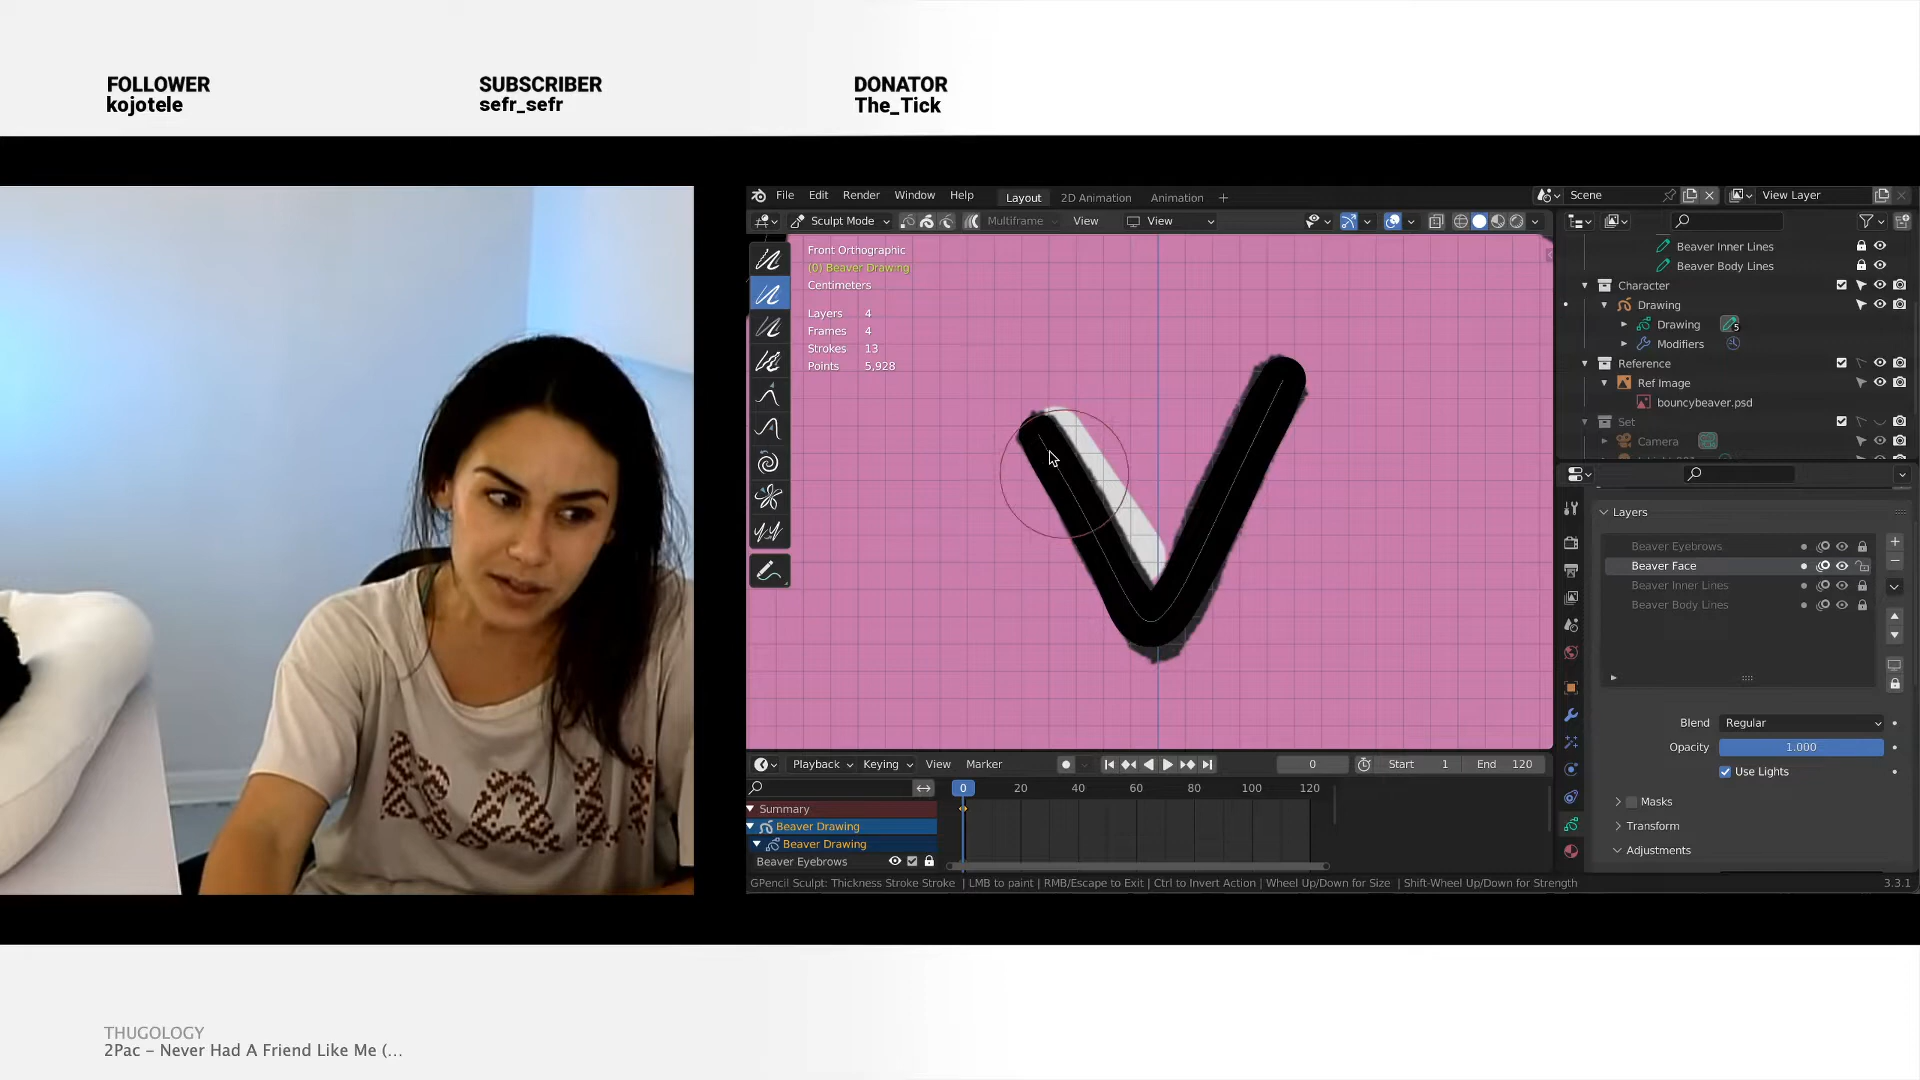 FOLLOWER
kojotele
SUBSCRIBER
sefr_sefr
DONATOR
The_Tick
File Edit Render Window Help
Layout 2D Animation Animation +
Scene
View Layer
Sculpt Mode
Multiframe
View
View
Front Orthographic
(0) Beaver Drawing
Centimeters
Layers 4
Frames 4
Strokes 13
Points 5,928
Beaver Inner Lines
Beaver Body Lines
Character
Drawing
Drawing 5
Modifiers
Reference
Ref Image
bouncybeaver.psd
Set
Camera
Layers
Beaver Eyebrows
Beaver Face
Beaver Inner Lines
Beaver Body Lines
Blend Regular
Opacity 1.000
Use Lights
Masks
Transform
Adjustments
Playback Keying View Marker
0
Start 1 End 120
0 20 40 60 80 100 120
Summary
Beaver Drawing
Beaver Drawing
Beaver Eyebrows
GPencil Sculpt: Thickness Stroke Stroke | LMB to paint | RMB/Escape to Exit | Ctrl to Invert Action | Wheel Up/Down for Size | Shift-Wheel Up/Down for Strength
3.3.1
THUGOLOGY
2Pac - Never Had A Friend Like Me (...